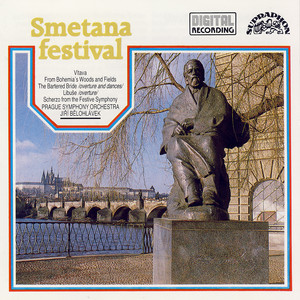 Smetana
festival
DIGITAL
RECORDING
SUPRAPHON
Vltava
From Bohemia's Woods and Fields
The Bartered Bride /overture and dances/
Libuše /overture/
Scherzo from the Festive Symphony
PRAGUE SYMPHONY ORCHESTRA
JIŘÍ BĚLOHLÁVEK